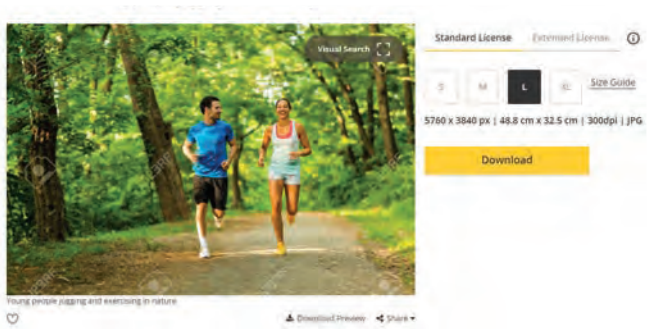 Visual Search
Standard License Extended License
S M L XL Size Guide
5760 x 3840 px | 48.8 cm x 32.5 cm | 300dpi | JPG
Download
Young people jogging and exercising in nature
Download Preview Share